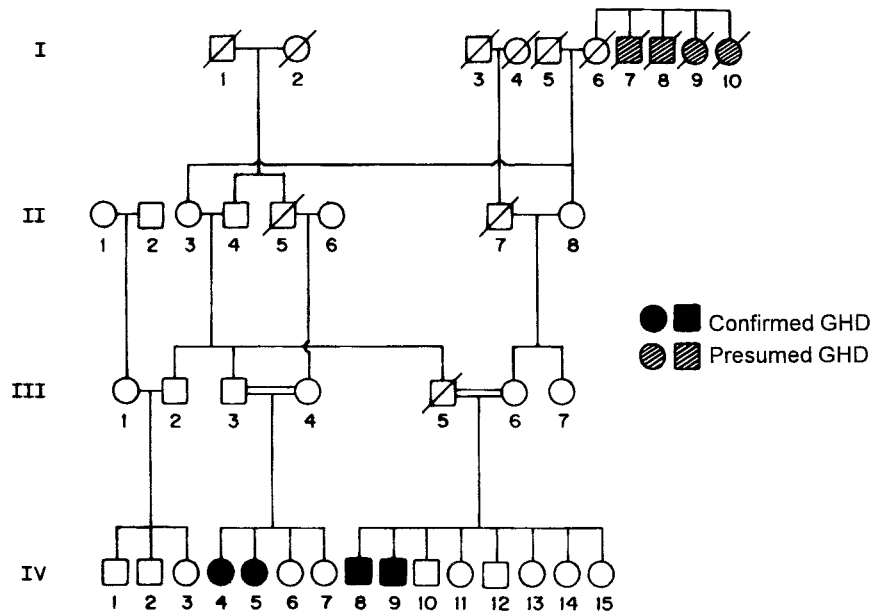 I
1 2 3 4 5 6 7 8 9 10
II
1 2 3 4 5 6 7 8
Confirmed GHD
Presumed GHD
III
1 2 3 4 5 6 7
IV
1 2 3 4 5 6 7 8 9 10 11 12 13 14 15